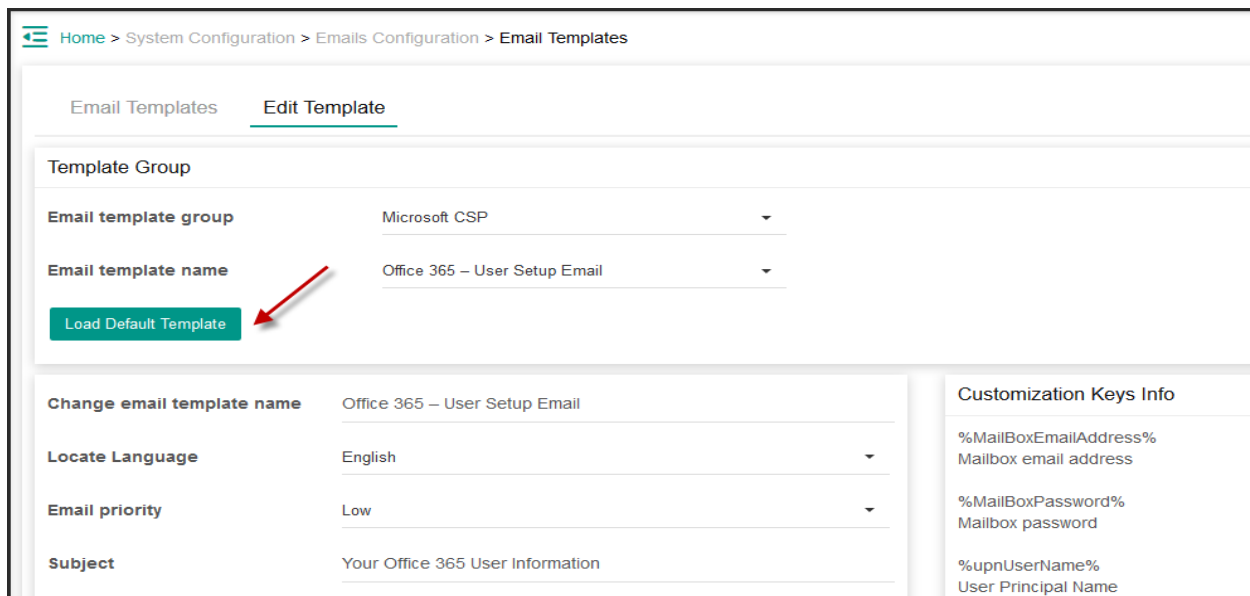 Home > System Configuration > Emails Configuration > Email Templates
Email Templates Edit Template
Template Group
Email template group Microsoft CSP
Email template name Office 365 – User Setup Email
Load Default Template
Change email template name Office 365 – User Setup Email
Locate Language English
Email priority Low
Subject Your Office 365 User Information
Customization Keys Info
%MailBoxEmailAddress%
Mailbox email address
%MailBoxPassword%
Mailbox password
%upnUserName%
User Principal Name